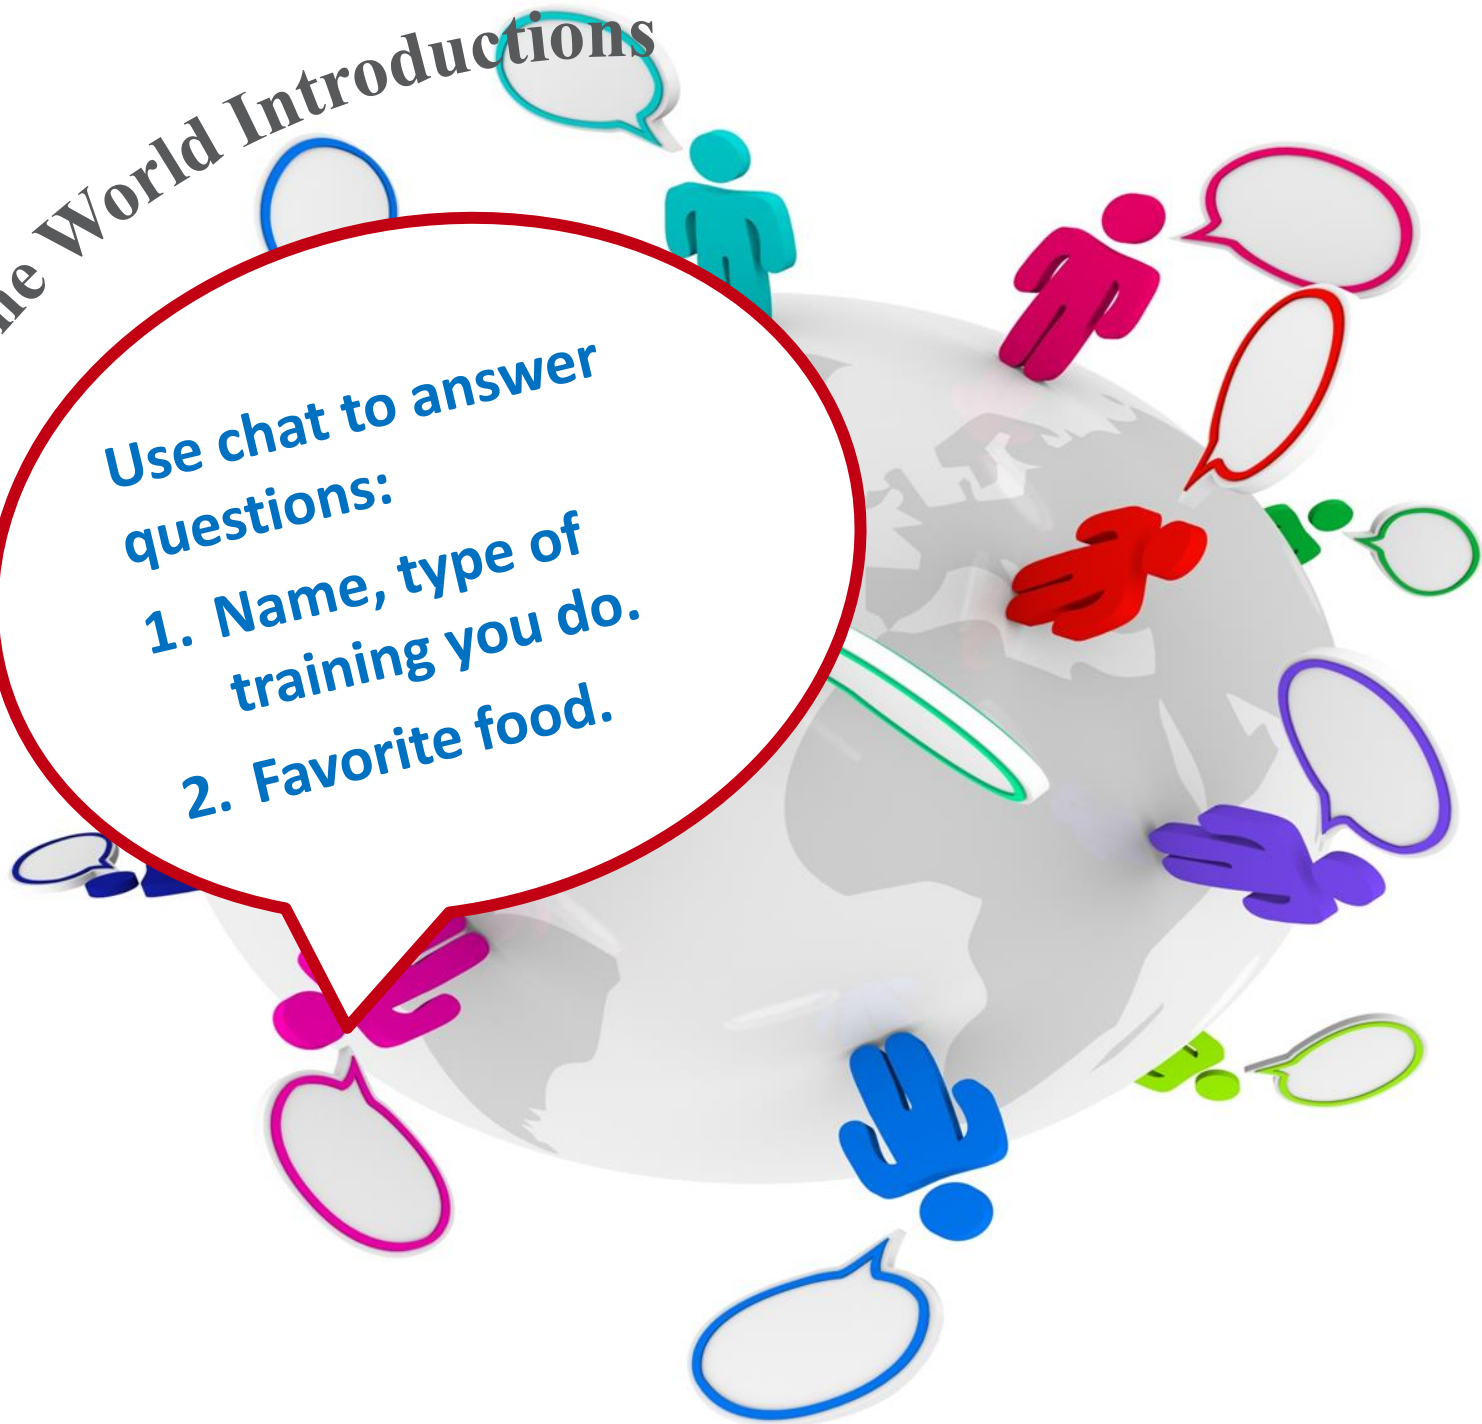 World Introductions
Use chat to answer
questions:
1. Name, type of
training you do.
2. Favorite food.